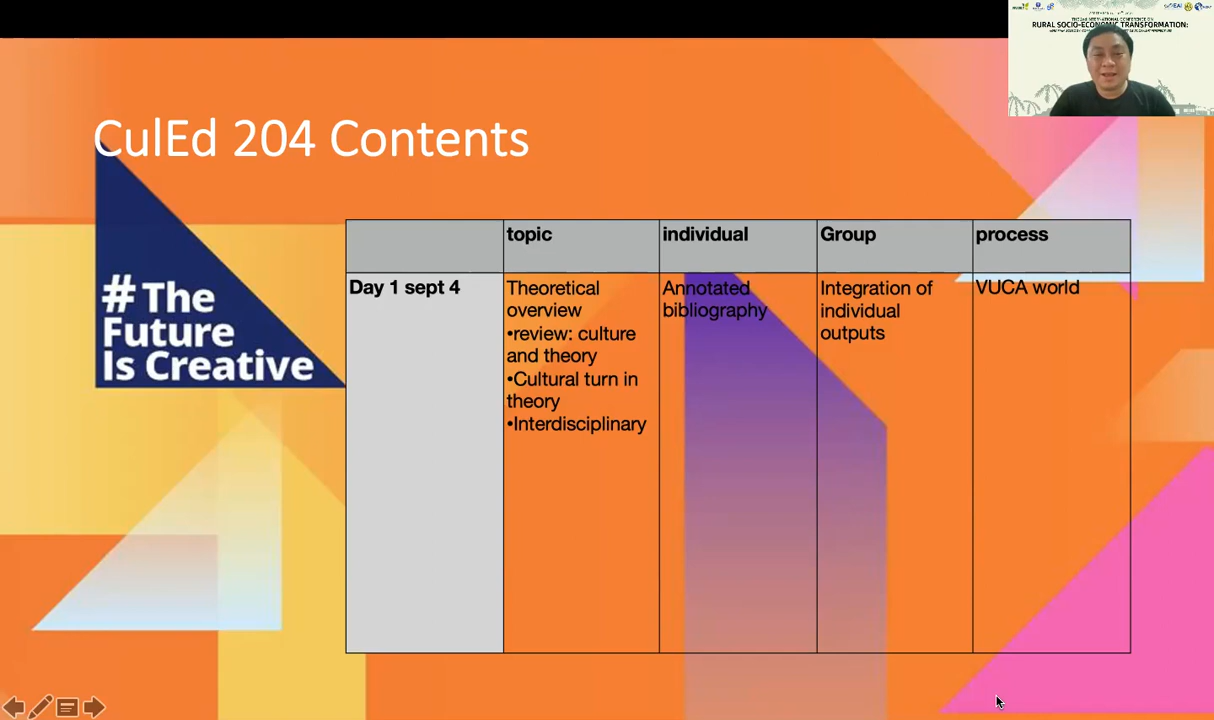 RURAL SOCIO-ECONOMIC TRANSFORMATION:
CulEd 204 Contents
# The
Future
Is Creative
topic
individual
Group
process
Day 1 sept 4
Theoretical
overview
•review: culture
and theory
•Cultural turn in
theory
•Interdisciplinary
Annotated
bibliography
Integration of
individual
outputs
VUCA world